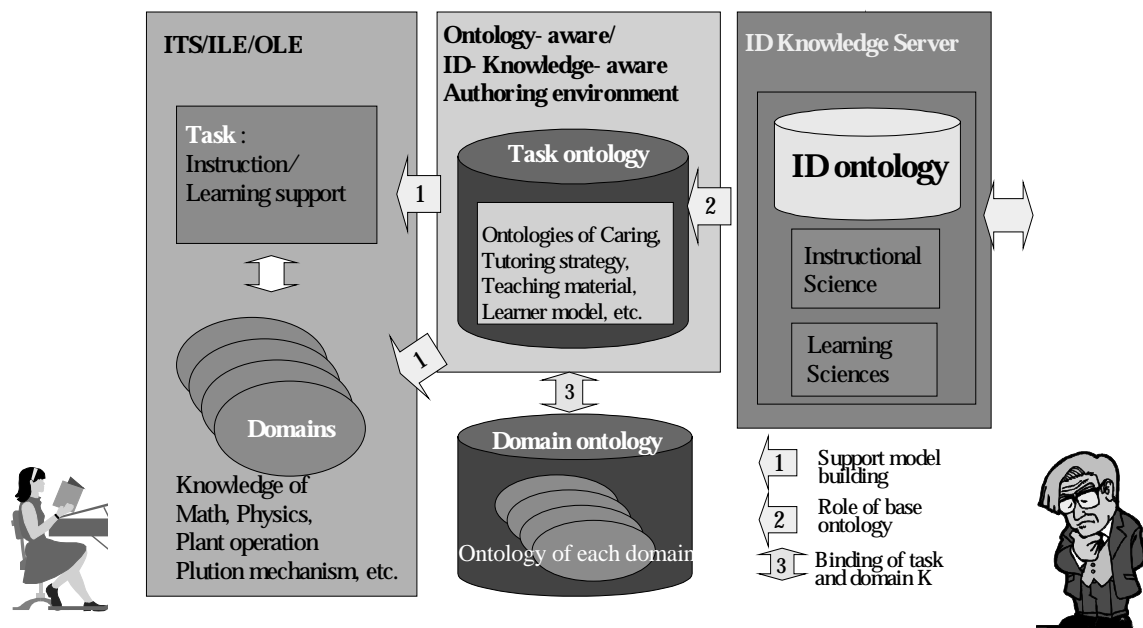 ITS/ILE/OLE
Task :
Instruction/
Learning support
Domains
Knowledge of
Math, Physics,
Plant operation
Plution mechanism, etc.
Ontology- aware/
ID- Knowledge- aware
Authoring environment
Task ontology
Ontologies of Caring,
Tutoring strategy,
Teaching material,
Learner model, etc.
1
1
2
3
Domain ontology
Ontology of each domain
ID Knowledge Server
ID ontology
Instructional
Science
Learning
Sciences
1 Support model
building
2 Role of base
ontology
3 Binding of task
and domain K